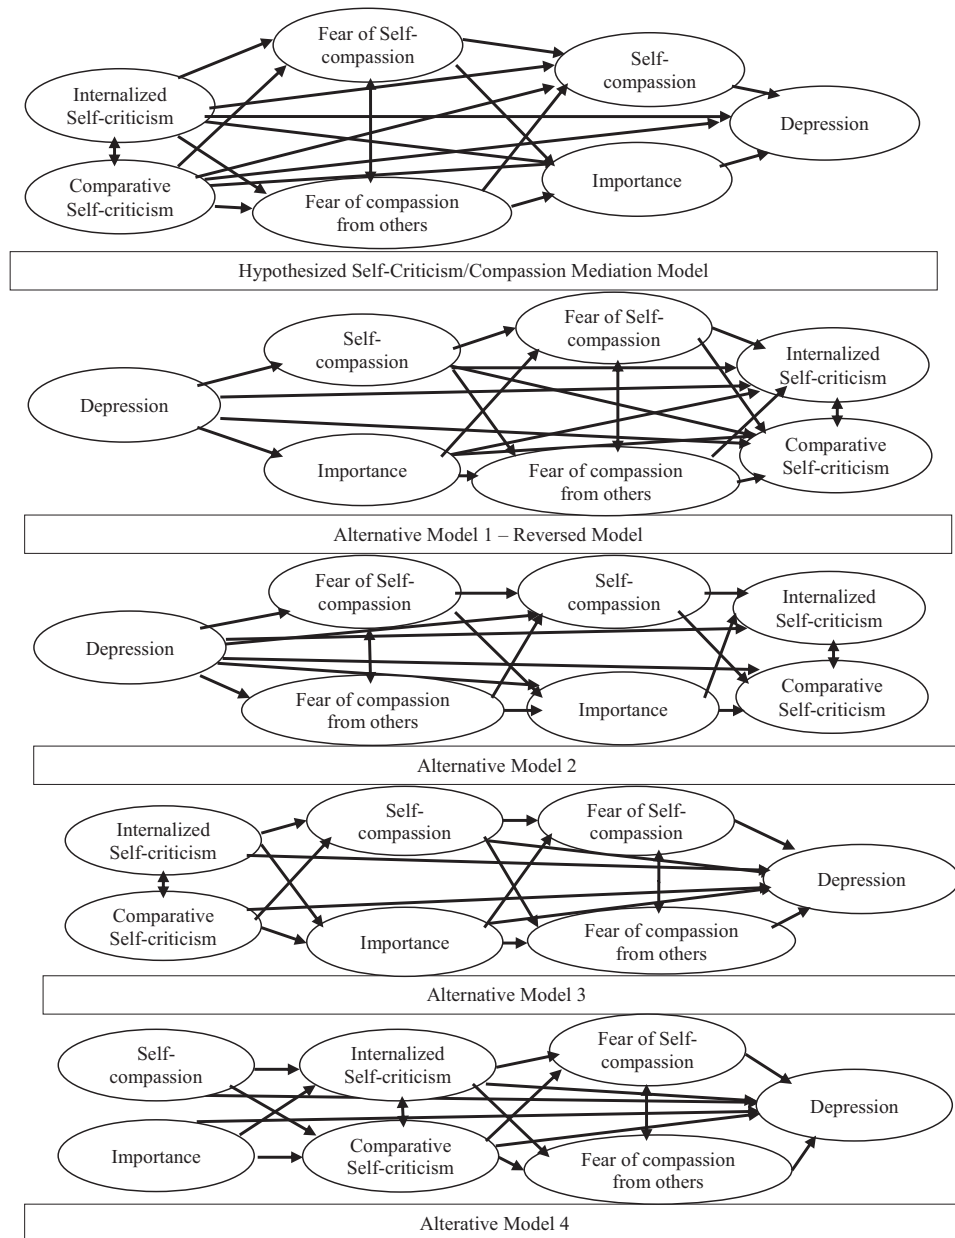 Fear of Self-
compassion
Self-
compassion
Internalized
Self-criticism
Depression
Comparative
Self-criticism
Importance
Fear of compassion
from others
Hypothesized Self-Criticism/Compassion Mediation Model
Fear of Self-
compassion
Self-
compassion
Internalized
Self-criticism
Depression
Importance
Fear of compassion
from others
Comparative
Self-criticism
Alternative Model 1 – Reversed Model
Fear of Self-
compassion
Self-
compassion
Internalized
Self-criticism
Depression
Fear of compassion
from others
Importance
Comparative
Self-criticism
Alternative Model 2
Internalized
Self-criticism
Self-
compassion
Fear of Self-
compassion
Depression
Comparative
Self-criticism
Importance
Fear of compassion
from others
Alternative Model 3
Self-
compassion
Internalized
Self-criticism
Fear of Self-
compassion
Depression
Importance
Comparative
Self-criticism
Fear of compassion
from others
Alterative Model 4